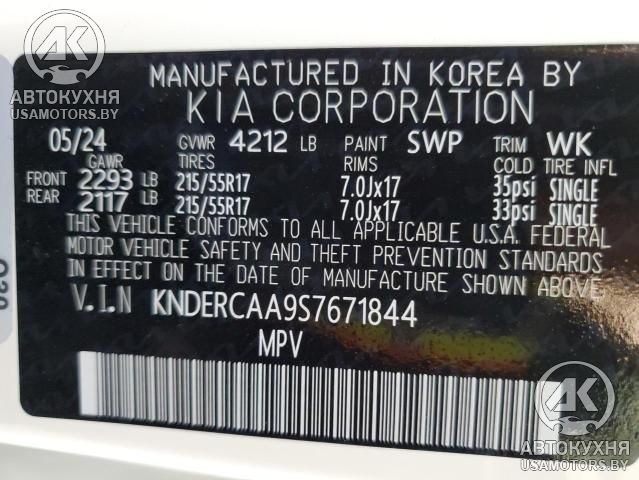 АВТОКУХНЯ
USAMOTORS.BY
MANUFACTURED IN KOREA BY
KIA CORPORATION
05/24 GVWR 4212 LB PAINT SWP TRIM WK
GAWR TIRES RIMS COLD TIRE INFL
FRONT 2293 LB 215/55R17 7.0Jx17 35psi SINGLE
REAR 2117 LB 215/55R17 7.0Jx17 33psi SINGLE
THIS VEHICLE CONFORMS TO ALL APPLICABLE U.S.A. FEDERAL
MOTOR VEHICLE SAFETY AND THEFT PREVENTION STANDARDS
IN EFFECT ON THE DATE OF MANUFACTURE SHOWN ABOVE.
V.I.N KNDERCAA9S7671844
MPV
АК
АВТОКУХНЯ
USAMOTORS.BY